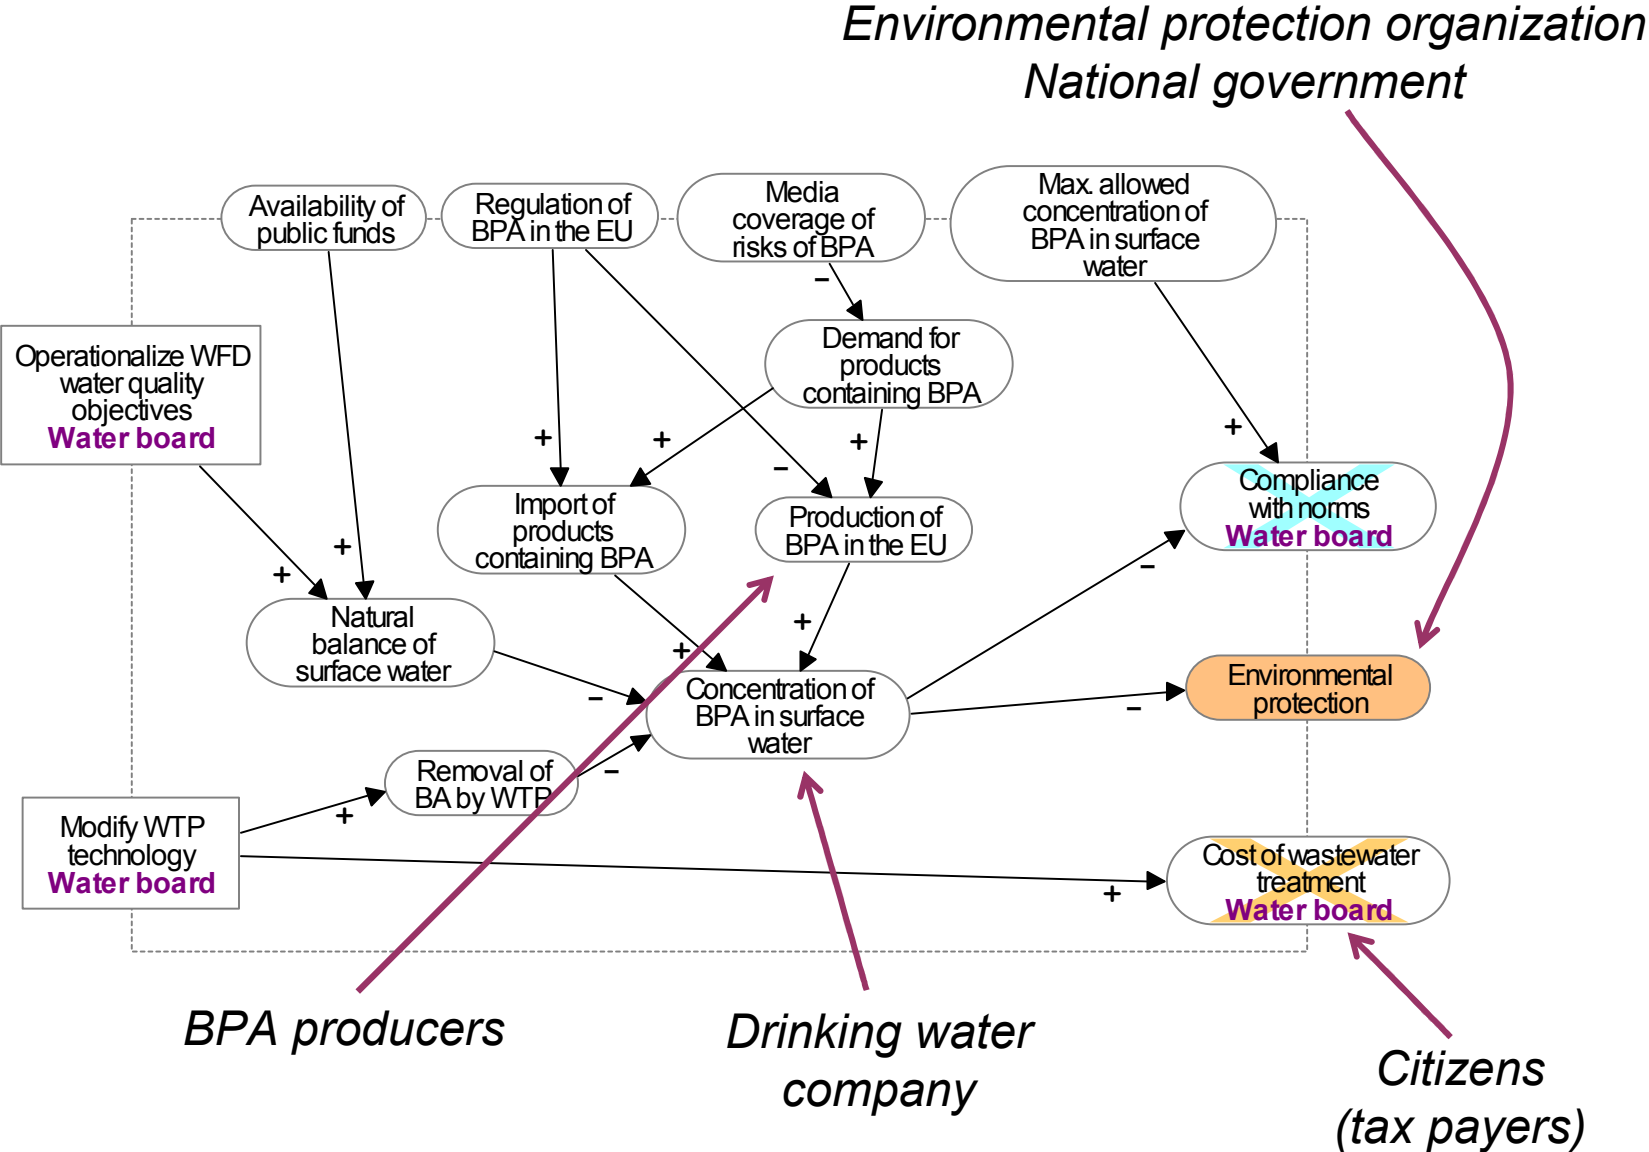 Environmental protection organization
National government
Availability of
public funds
Regulation of
BPA in the EU
Media
coverage of
risks of BPA
Max. allowed
concentration of
BPA in surface
water
–
Operationalize WFD
water quality
objectives
Water board
Demand for
products
containing BPA
+
+
+
–
+
Import of
products
containing BPA
Production of
BPA in the EU
Compliance
with norms
Water board
+
+
–
Natural
balance of
surface water
+
+
–
Concentration of
BPA in surface
water
Environmental
protection
–
Removal of
BA by WTP
–
+
Modify WTP
technology
Water board
+
Cost of wastewater
treatment
Water board
BPA producers
Drinking water
company
Citizens
(tax payers)